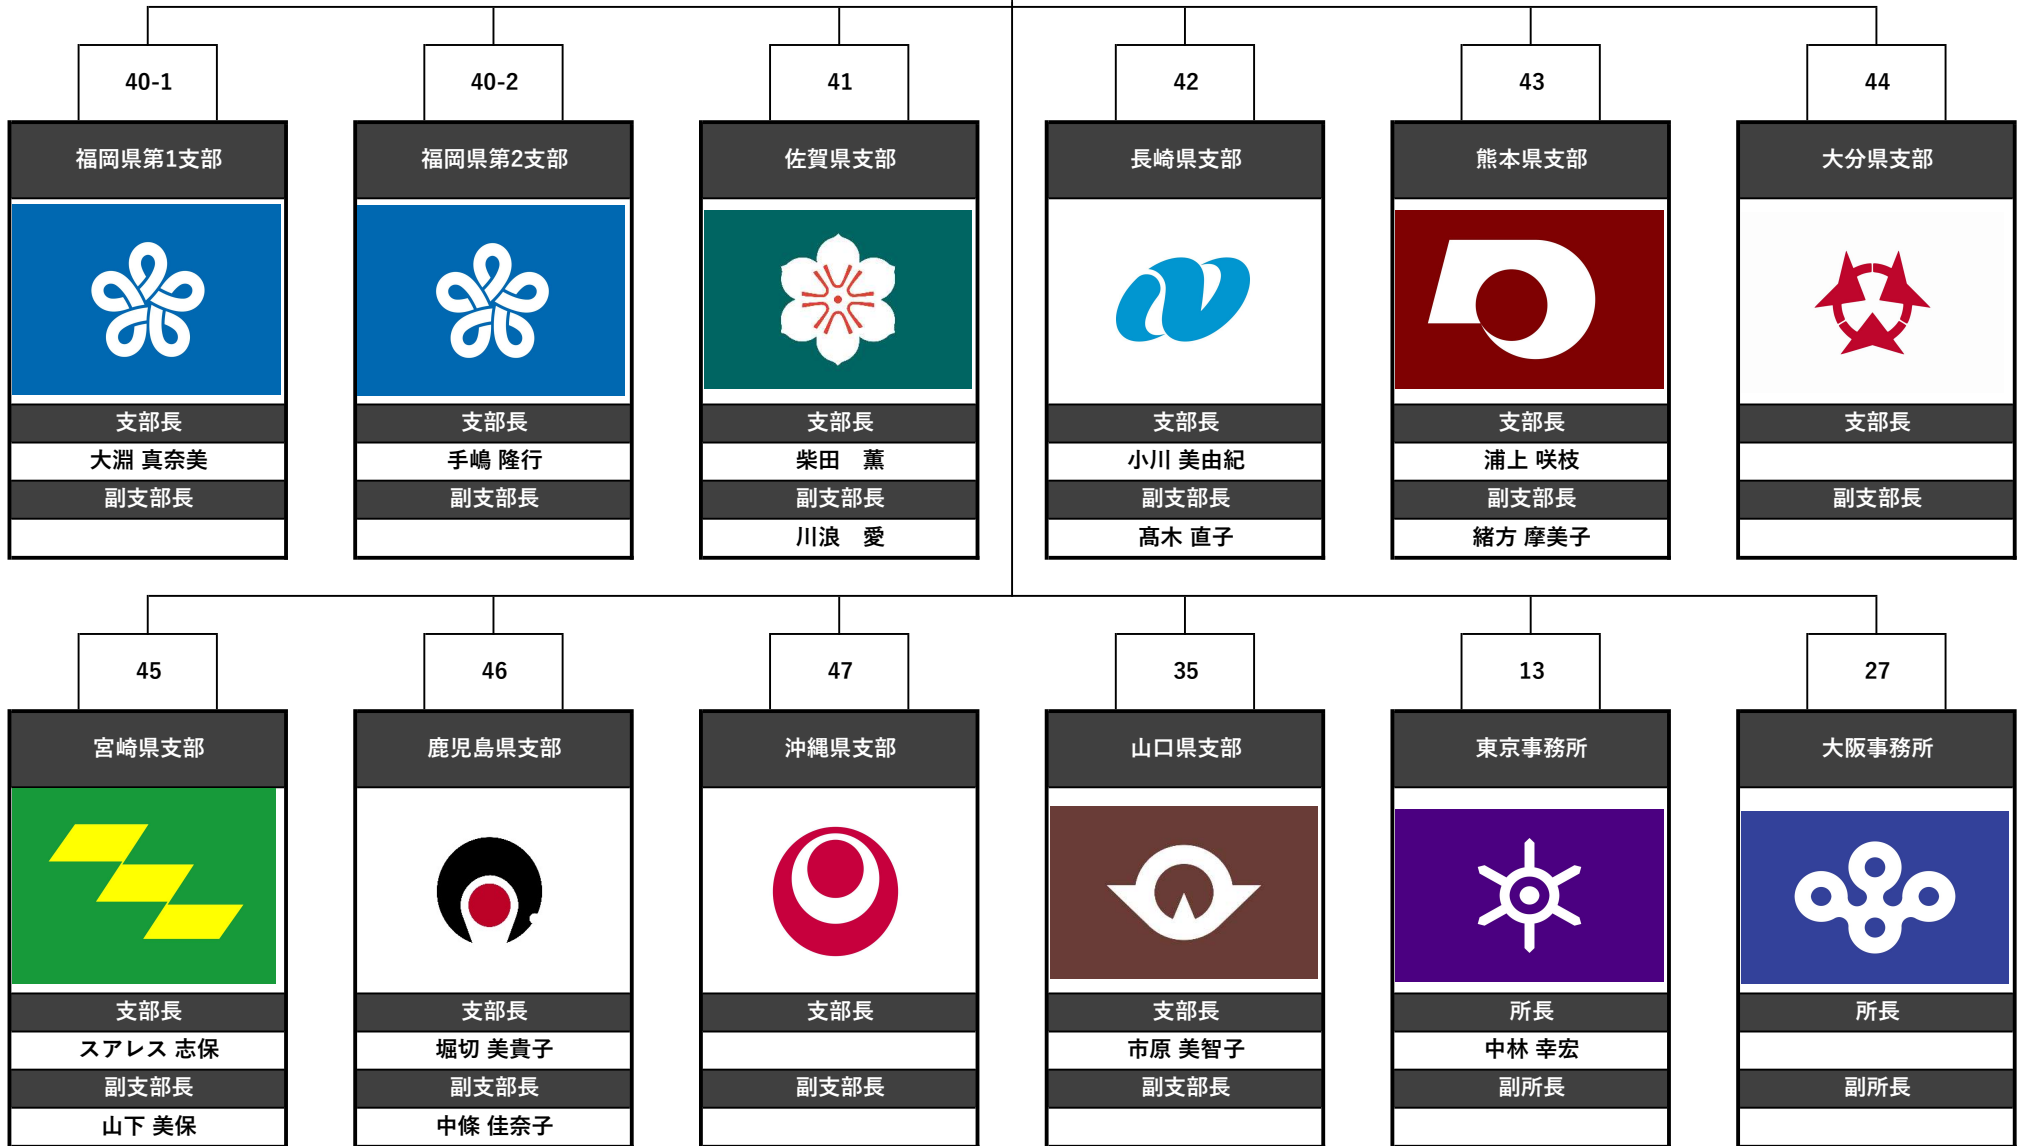 40-1 40-2 41 42 43 44
福岡県第1支部 福岡県第2支部 佐賀県支部 長崎県支部 熊本県支部 大分県支部
支部長 支部長 支部長 支部長 支部長 支部長
大淵 真奈美 手嶋 隆行 柴田　薫 小川 美由紀 浦上 咲枝
副支部長 副支部長 副支部長 副支部長 副支部長 副支部長
川浪　愛 髙木 直子 緒方 摩美子
45 46 47 35 13 27
宮崎県支部 鹿児島県支部 沖縄県支部 山口県支部 東京事務所 大阪事務所
支部長 支部長 支部長 支部長 所長 所長
スアレス 志保 堀切 美貴子 市原 美智子 中林 幸宏
副支部長 副支部長 副支部長 副支部長 副所長 副所長
山下 美保 中條 佳奈子